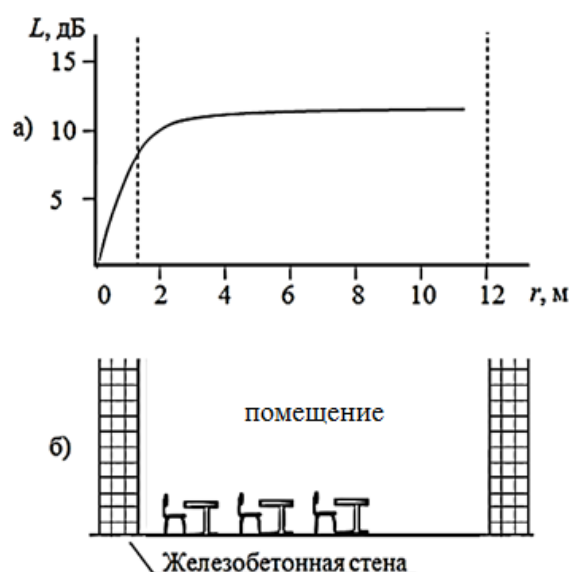 L, дБ
15
а) 10
5
0 2 4 6 8 10 12 r, м
помещение
б)
Железобетонная стена